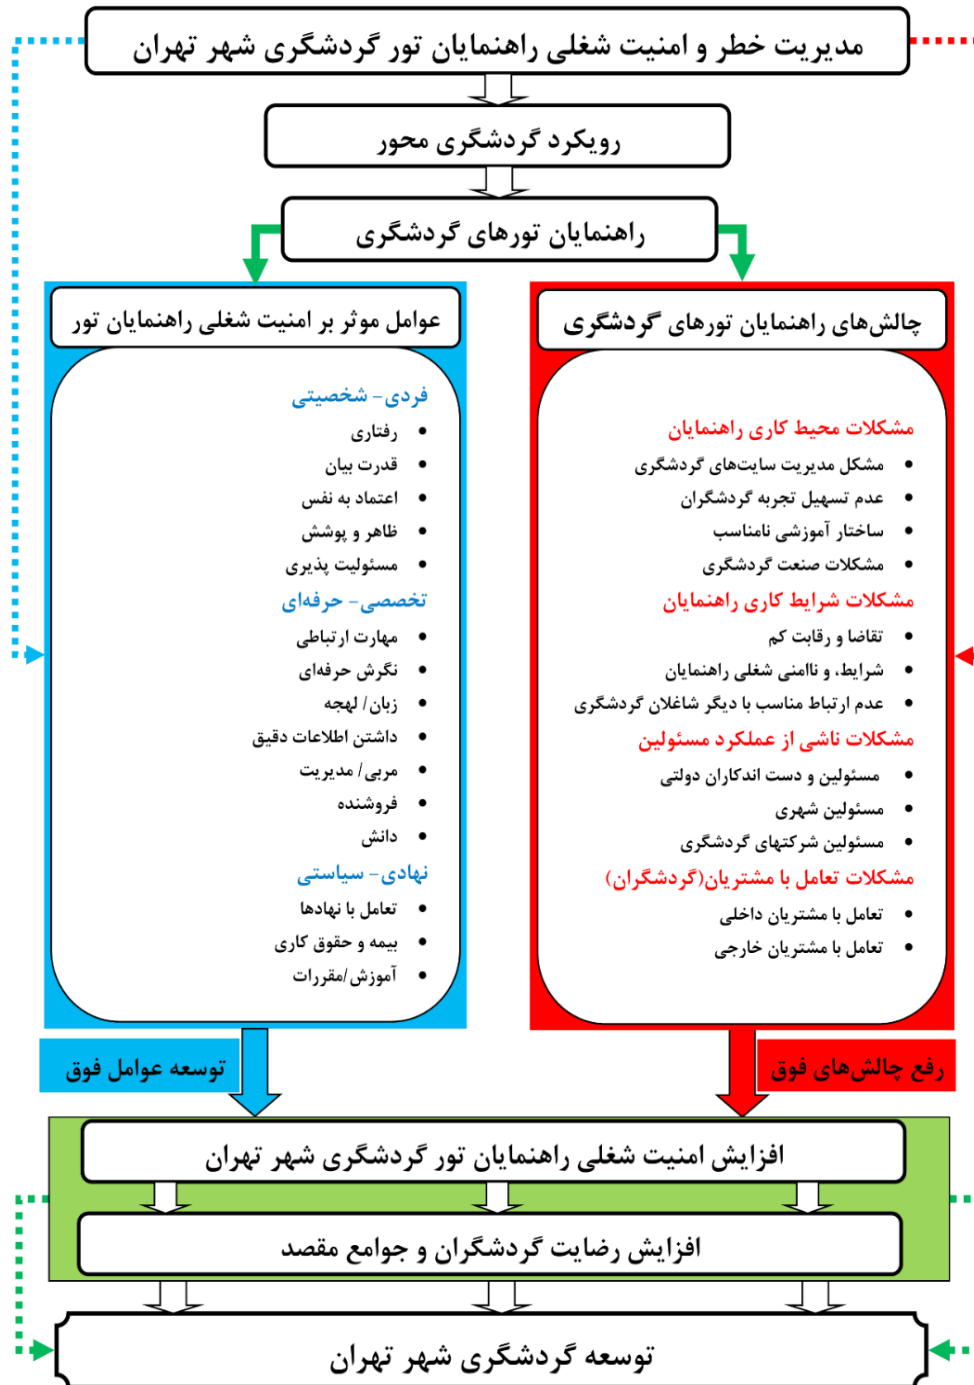 مدیریت خطر و امنیت شغلی راهنمایان تور گردشگری شهر تهران
رویکرد گردشگری محور
راهنمایان تورهای گردشگری
چالش‌های راهنمایان تورهای گردشگری
مشکلات محیط کاری راهنمایان
• مشکل مدیریت سایت‌های گردشگری
• عدم تسهیل تجربه گردشگران
• ساختار آموزشی نامناسب
• مشکلات صنعت گردشگری
مشکلات شرایط کاری راهنمایان
• تقاضا و رقابت کم
• شرایط، و ناامنی شغلی راهنمایان
• عدم ارتباط مناسب با دیگر شاغلان گردشگری
مشکلات ناشی از عملکرد مسئولین
• مسئولین و دست اندکاران دولتی
• مسئولین شهری
• مسئولین شرکتهای گردشگری
مشکلات تعامل با مشتریان(گردشگران)
• تعامل با مشتریان داخلی
• تعامل با مشتریان خارجی
عوامل موثر بر امنیت شغلی راهنمایان تور
فردی- شخصیتی
• رفتاری
• قدرت بیان
• اعتماد به نفس
• ظاهر و پوشش
• مسئولیت پذیری
تخصصی- حرفه‌ای
• مهارت ارتباطی
• نگرش حرفه‌ای
• زبان/ لهجه
• داشتن اطلاعات دقیق
• مربی/ مدیریت
• فروشنده
• دانش
نهادی- سیاستی
• تعامل با نهادها
• بیمه و حقوق کاری
• آموزش/مقررات
رفع چالش‌های فوق
توسعه عوامل فوق
افزایش امنیت شغلی راهنمایان تور گردشگری شهر تهران
افزایش رضایت گردشگران و جوامع مقصد
توسعه گردشگری شهر تهران